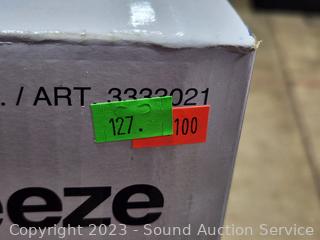 . / ART. 3333021
127. 100
eeze
Copyright 2023 - Sound Auction Service